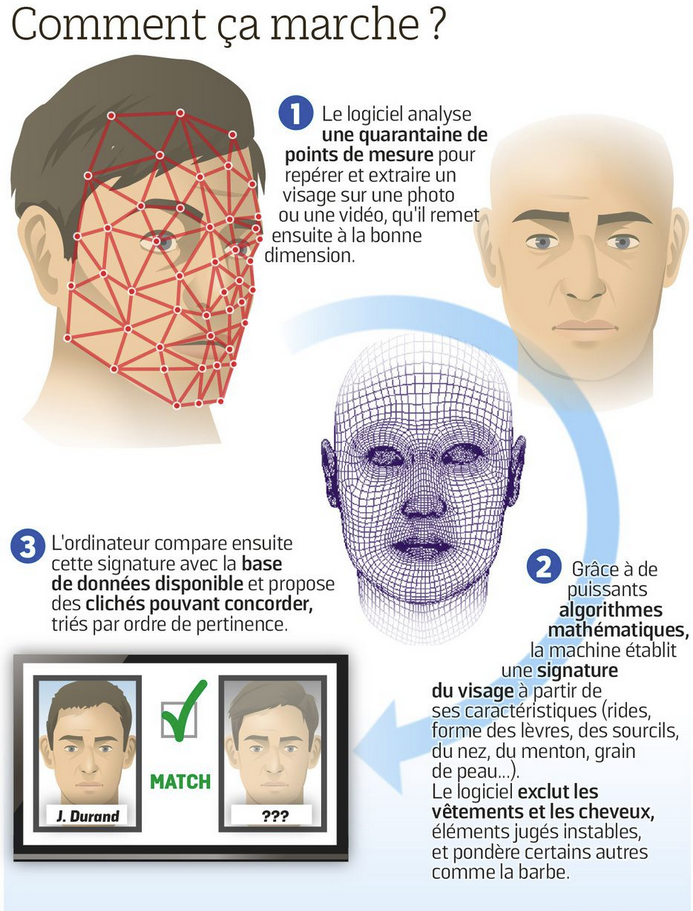 Comment ça marche ?
1 Le logiciel analyse
une quarantaine de
points de mesure pour
repérer et extraire un
visage sur une photo
ou une vidéo, qu'il remet
ensuite à la bonne
dimension.
2 Grâce à de
puissants
algorithmes
mathématiques,
la machine établit
une signature
du visage à partir de
ses caractéristiques (rides,
forme des lèvres, des sourcils,
du nez, du menton, grain
de peau...).
Le logiciel exclut les
vêtements et les cheveux,
éléments jugés instables,
et pondère certains autres
comme la barbe.
3 L'ordinateur compare ensuite
cette signature avec la base
de données disponible et propose
des clichés pouvant concorder,
triés par ordre de pertinence.
MATCH
J. Durand
???